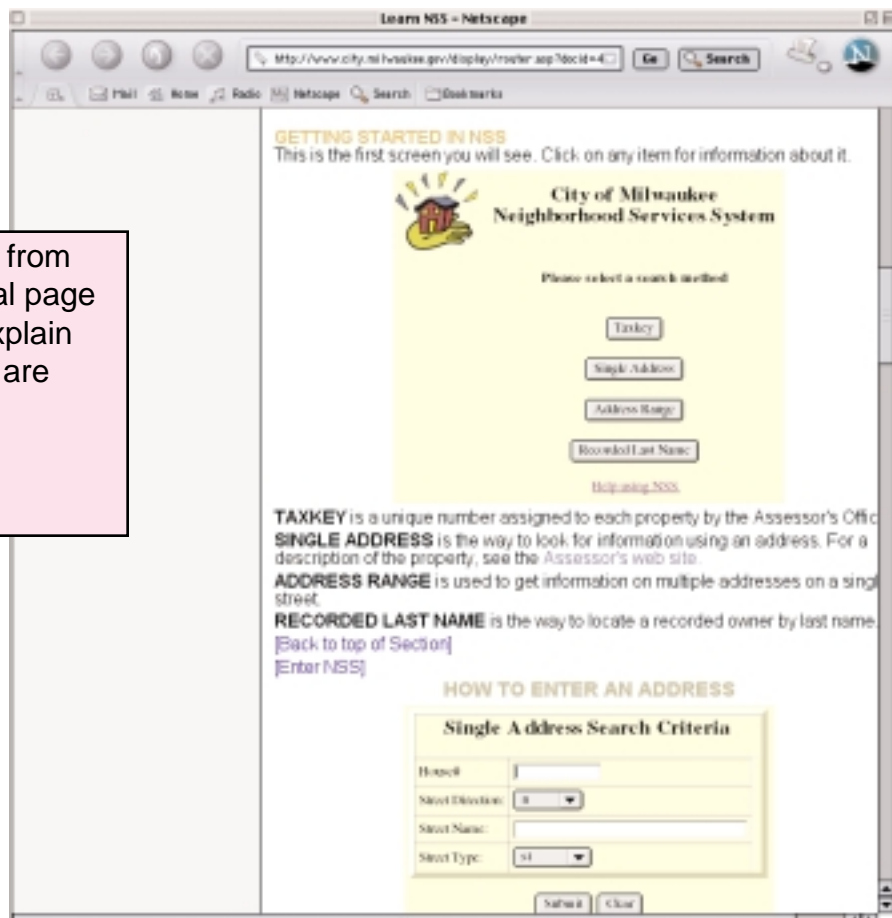 Learn NSS - Netscape
http://www.city.milwaukee.gov/display/router.asp?docid=4
Go
Search
N
Mail
Home
Radio
Netscape
Search
Bookmarks
from
al page
xplain
are
GETTING STARTED IN NSS
This is the first screen you will see. Click on any item for information about it.
City of Milwaukee
Neighborhood Services System
Please select a search method
Taxkey
Single Address
Address Range
Recorded Last Name
Help using NSS.
TAXKEY is a unique number assigned to each property by the Assessor's Offic
SINGLE ADDRESS is the way to look for information using an address. For a
description of the property, see the Assessor's web site.
ADDRESS RANGE is used to get information on multiple addresses on a singl
street.
RECORDED LAST NAME is the way to locate a recorded owner by last name.
[Back to top of Section]
[Enter NSS]
HOW TO ENTER AN ADDRESS
Single Address Search Criteria
House#
Street Direction:
Street Name:
Street Type:
Submit
Clear